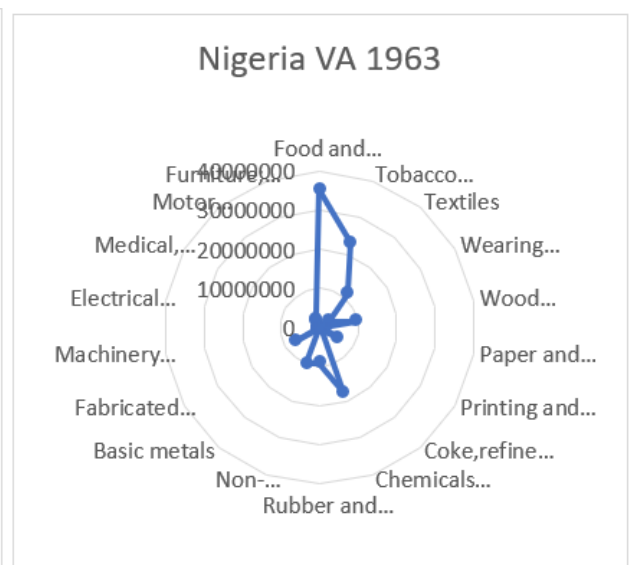 Nigeria VA 1963
Food and...
Tobacco...
Textiles
Wearing...
Wood...
Paper and...
Printing and...
Coke,refine...
Chemicals...
Rubber and...
Non-...
Basic metals
Fabricated...
Machinery...
Electrical...
Medical,...
Motor...
Furniture;...
40000000
30000000
20000000
10000000
0